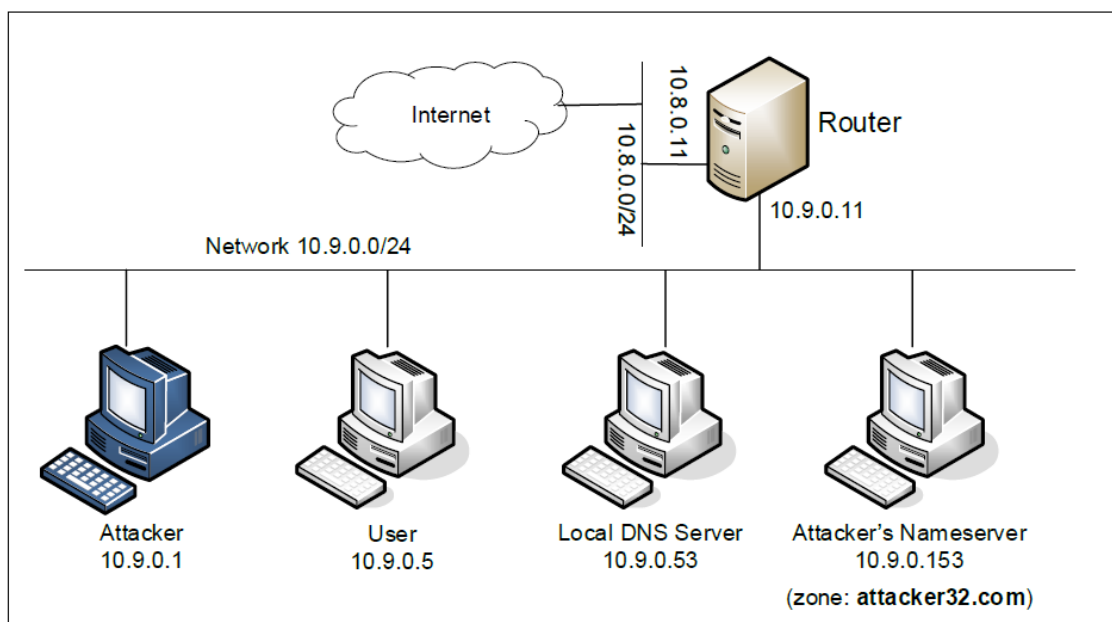 Internet
10.8.0.11
10.8.0.0/24
Router
10.9.0.11
Network 10.9.0.0/24
Attacker
10.9.0.1
User
10.9.0.5
Local DNS Server
10.9.0.53
Attacker's Nameserver
10.9.0.153
(zone: attacker32.com)